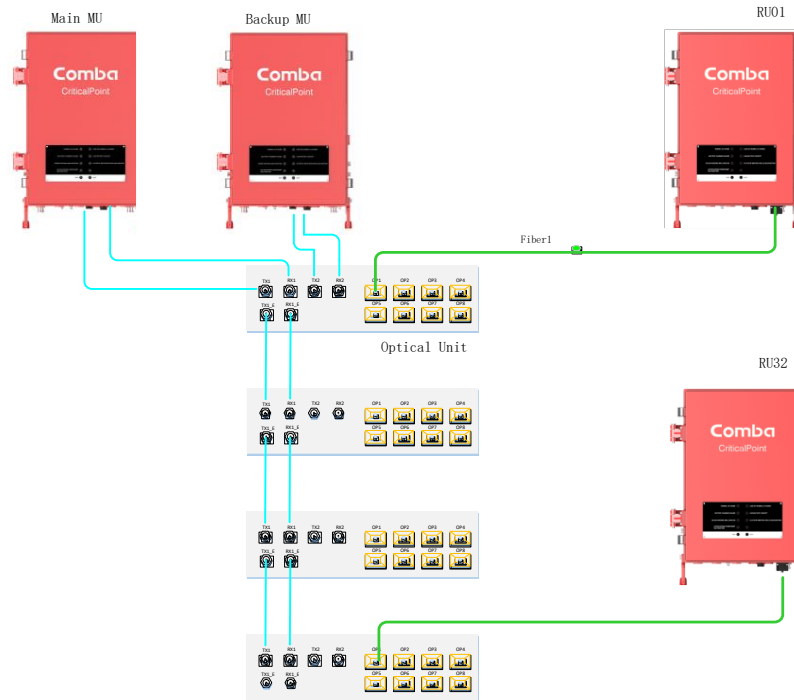 Main MU
Backup MU
RU01
Comba
CriticalPoint
Comba
CriticalPoint
Comba
CriticalPoint
Fiber1
TX1 RX1 TX2 RX2 OP1 OP2 OP3 OP4
TX1_E RX1_E OP5 OP6 OP7 OP8
Optical Unit
RU32
TX1 RX1 TX2 RX2 OP1 OP2 OP3 OP4
TX1_E RX1_E OP5 OP6 OP7 OP8
Comba
CriticalPoint
TX1 RX1 TX2 RX2 OP1 OP2 OP3 OP4
TX1_E RX1_E OP5 OP6 OP7 OP8
TX1 RX1 TX2 RX2 OP2 OP3 OP4
TX1_E RX1_E OP5 OP6 OP7 OP8